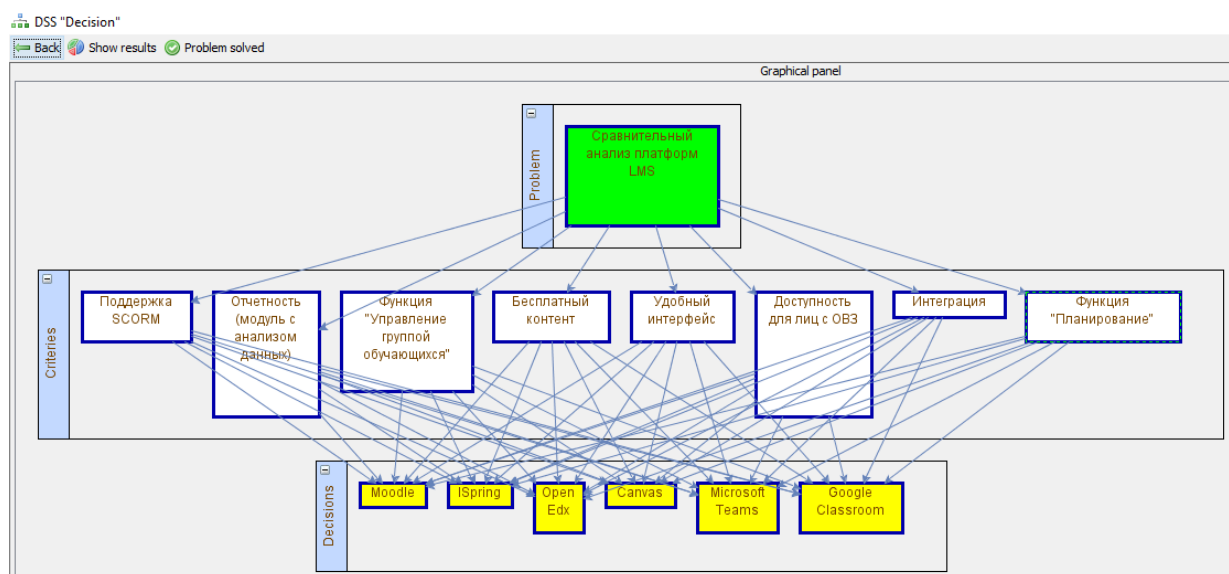 DSS "Decision"
Back Show results Problem solved
Graphical panel
Problem
Сравнительный
анализ платформ
LMS
Criteries
Поддержка
SCORM
Отчетность
(модуль с
анализом
данных)
Функция
"Управление
группой
обучающихся"
Бесплатный
контент
Удобный
интерфейс
Доступность
для лиц с ОВЗ
Интеграция
Функция
"Планирование"
Decisions
Moodle
ISpring
Open
Edx
Canvas
Microsoft
Teams
Google
Classroom